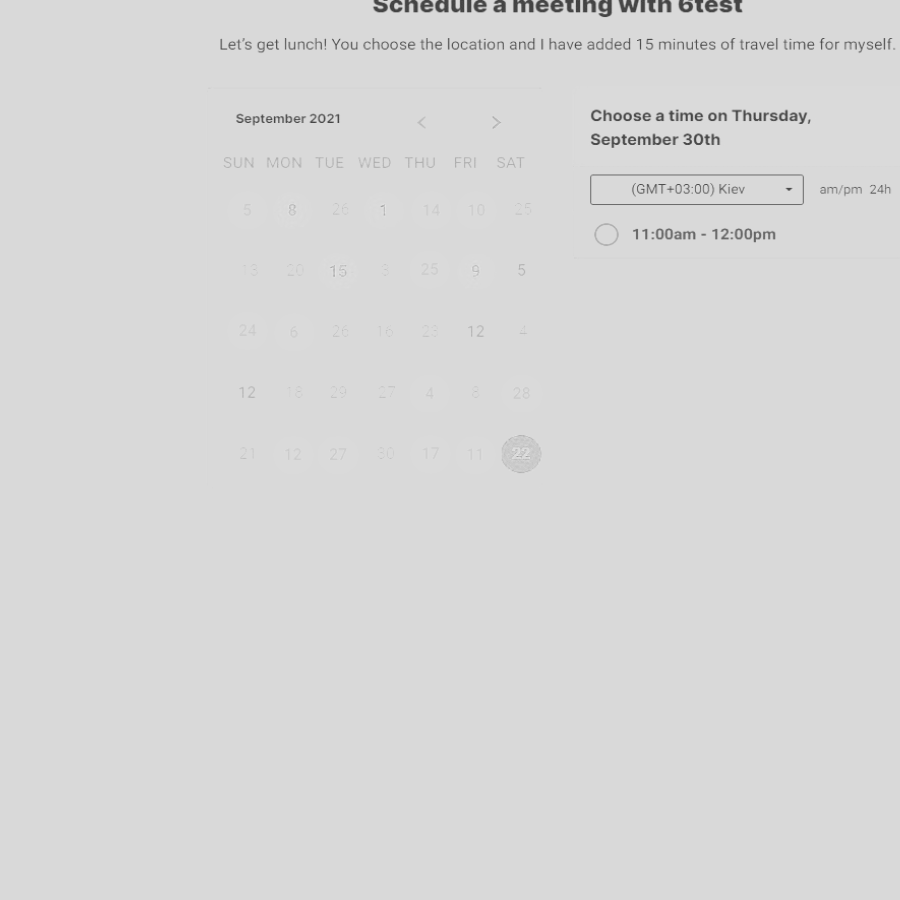 Schedule a meeting with 6test
Let's get lunch! You choose the location and I have added 15 minutes of travel time for myself.
September 2021 < >
SUN MON TUE WED THU FRI SAT
5 8 26 1 14 10 25
13 20 15 3 25 9 5
24 6 26 16 23 12 4
12 18 29 27 4 8 28
21 12 27 30 17 11 22
Choose a time on Thursday,
September 30th
(GMT+03:00) Kiev am/pm 24h
11:00am - 12:00pm